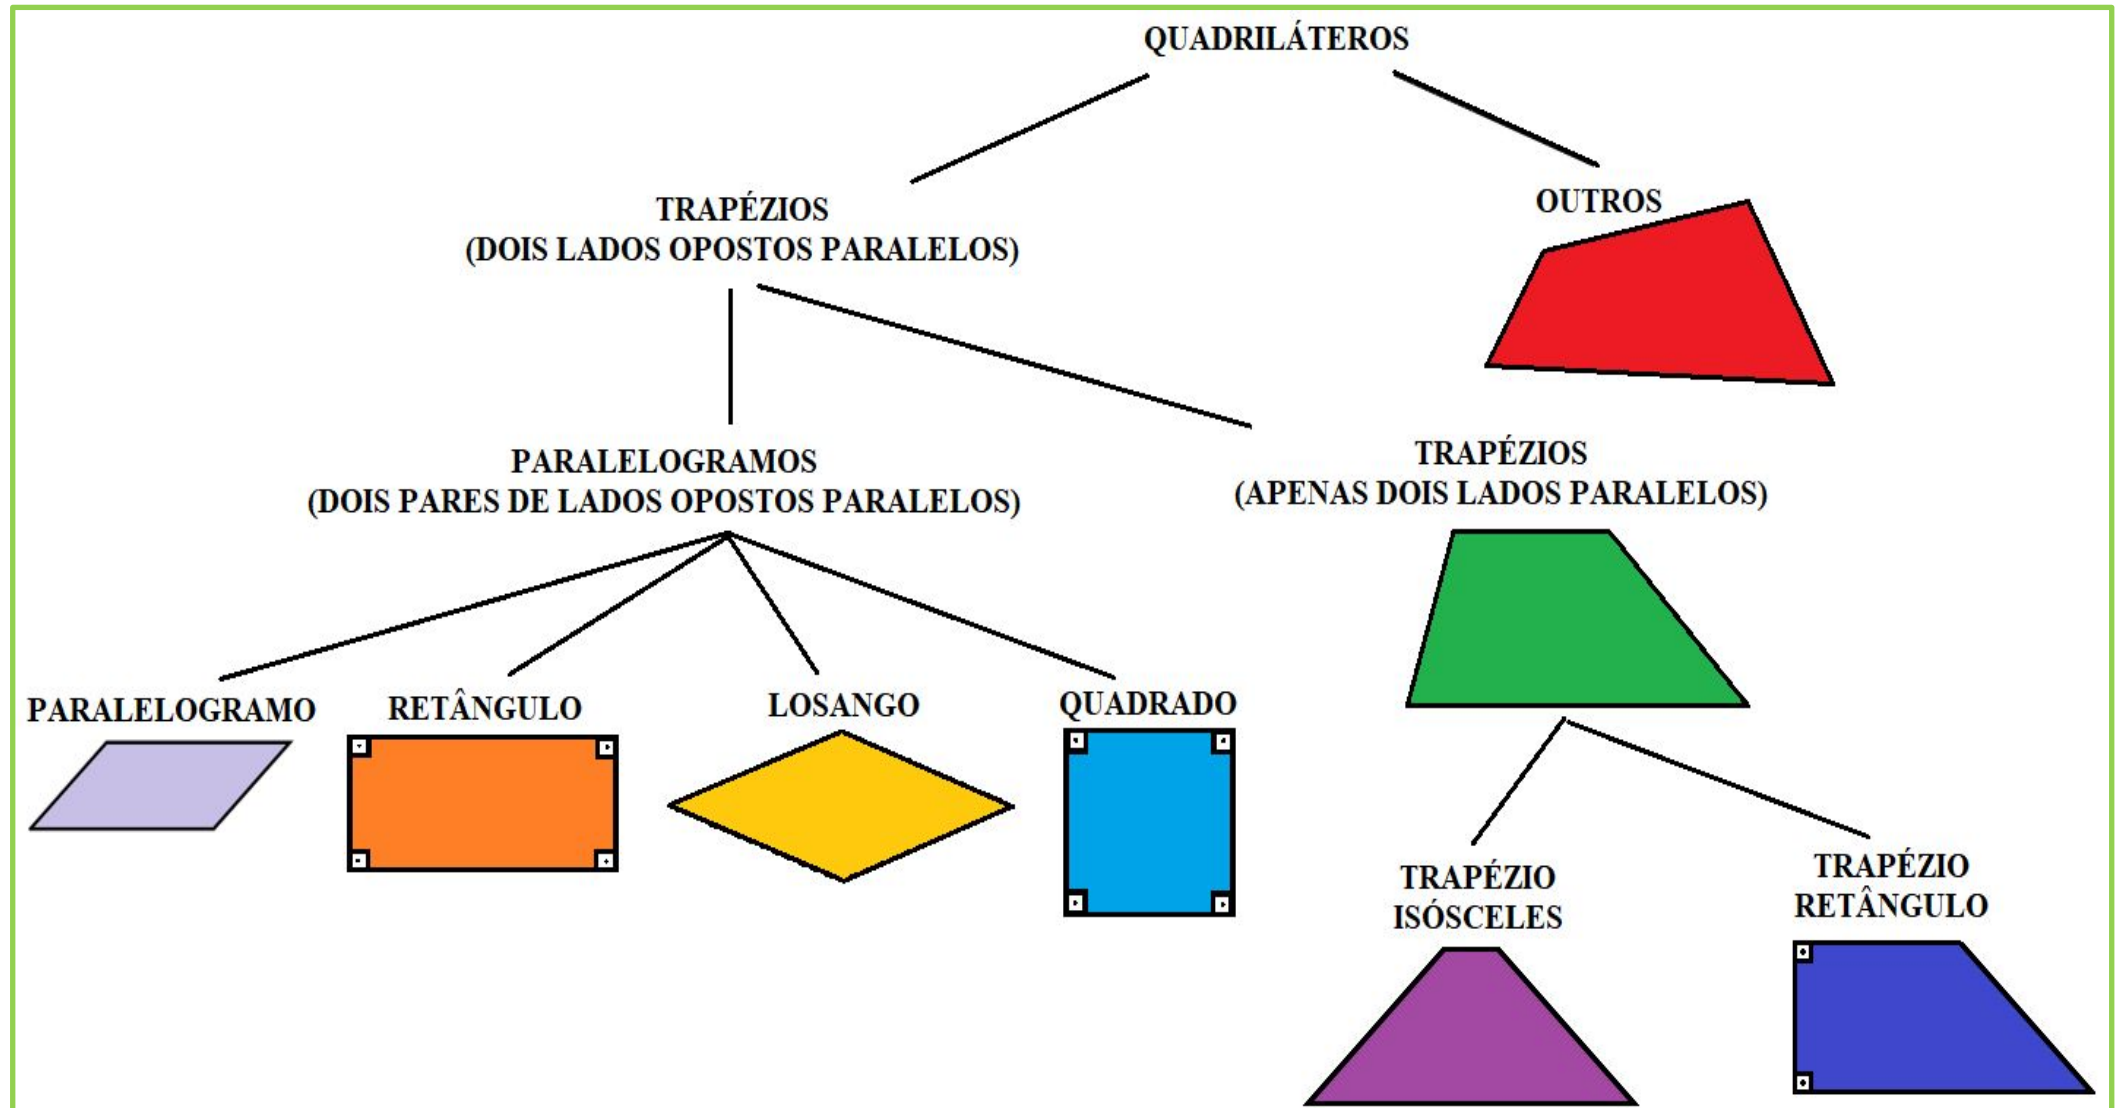 QUADRILÁTEROS
TRAPÉZIOS
(DOIS LADOS OPOSTOS PARALELOS)
OUTROS
PARALELOGRAMOS
(DOIS PARES DE LADOS OPOSTOS PARALELOS)
TRAPÉZIOS
(APENAS DOIS LADOS PARALELOS)
PARALELOGRAMO
RETÂNGULO
LOSANGO
QUADRADO
TRAPÉZIO
ISÓSCELES
TRAPÉZIO
RETÂNGULO